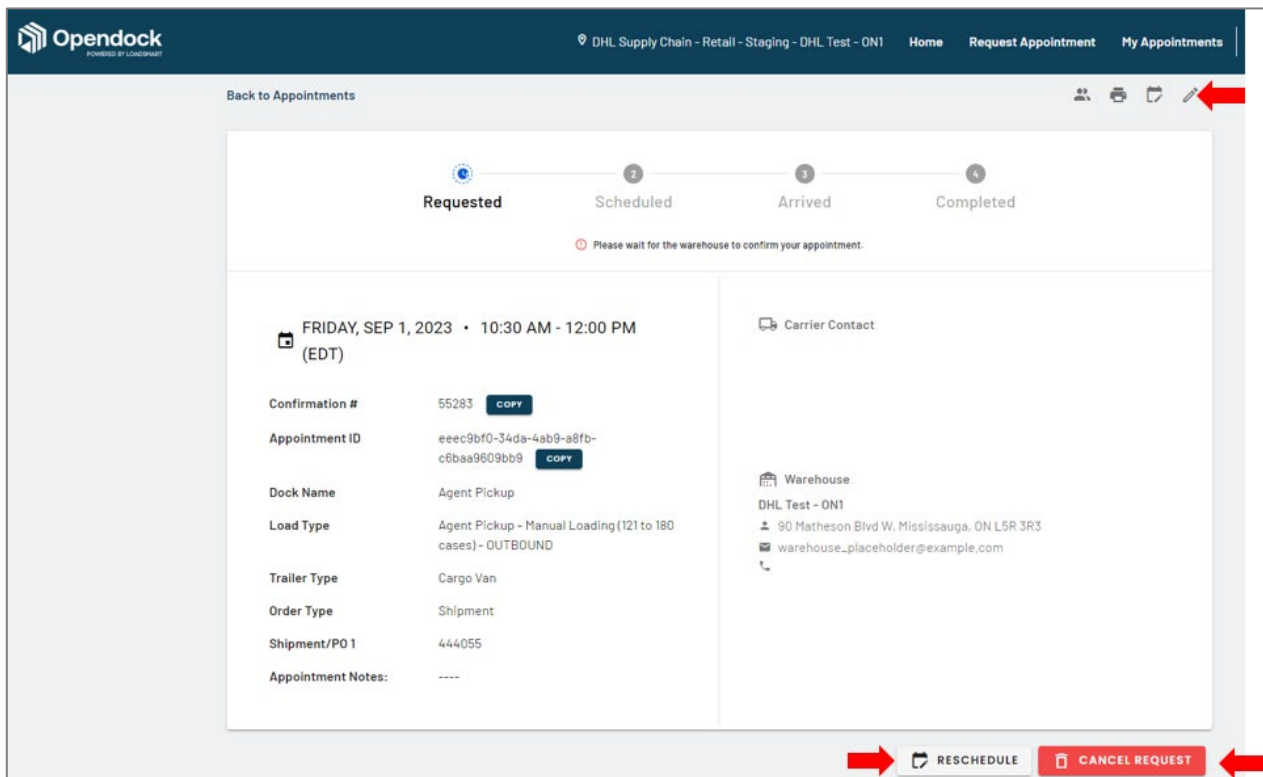 Opendock
POWERED BY LOADSMART
DHL Supply Chain - Retail - Staging - DHL Test - ON1 Home Request Appointment My Appointments
Back to Appointments
2 3 4
Requested Scheduled Arrived Completed
Please wait for the warehouse to confirm your appointment.
FRIDAY, SEP 1, 2023 • 10:30 AM - 12:00 PM
(EDT)
Confirmation # 55283 COPY
Appointment ID eeec9bf0-34da-4ab9-a8fb-
c6baa9609bb9 COPY
Dock Name Agent Pickup
Load Type Agent Pickup - Manual Loading (121 to 180
cases) - OUTBOUND
Trailer Type Cargo Van
Order Type Shipment
Shipment/PO 1 444055
Appointment Notes: ----
Carrier Contact
Warehouse
DHL Test - ON1
90 Matheson Blvd W, Mississauga, ON L5R 3R3
warehouse_placeholder@example.com
RESCHEDULE CANCEL REQUEST